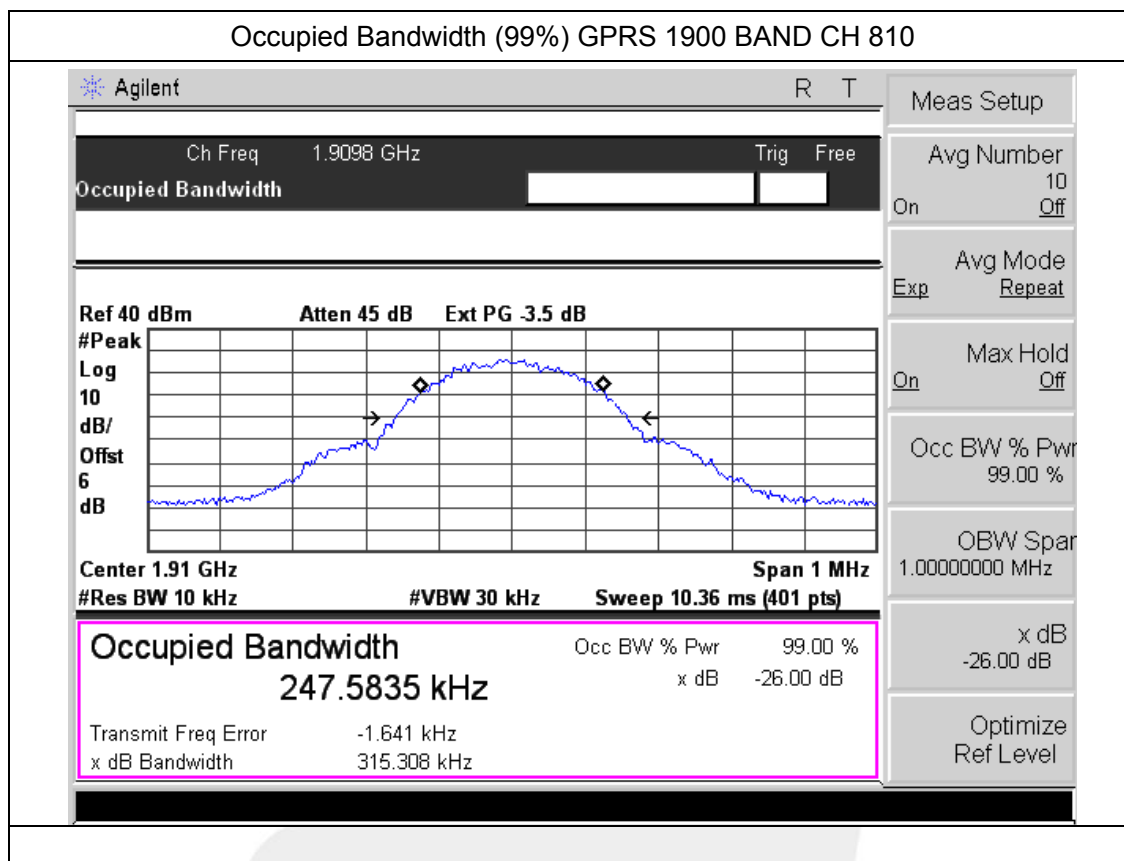 Occupied Bandwidth (99%) GPRS 1900 BAND CH 810
Agilent R T
Ch Freq 1.9098 GHz Trig Free
Occupied Bandwidth
Ref 40 dBm Atten 45 dB Ext PG -3.5 dB
#Peak
Log
10
dB/
Offst
6
dB
Center 1.91 GHz Span 1 MHz
#Res BW 10 kHz #VBW 30 kHz Sweep 10.36 ms (401 pts)
Occupied Bandwidth
247.5835 kHz
Occ BW % Pwr 99.00 %
x dB -26.00 dB
Transmit Freq Error -1.641 kHz
x dB Bandwidth 315.308 kHz
Meas Setup
Avg Number
10
On Off
Avg Mode
Exp Repeat
Max Hold
On Off
Occ BW % Pwr
99.00 %
OBW Span
1.00000000 MHz
x dB
-26.00 dB
Optimize
Ref Level